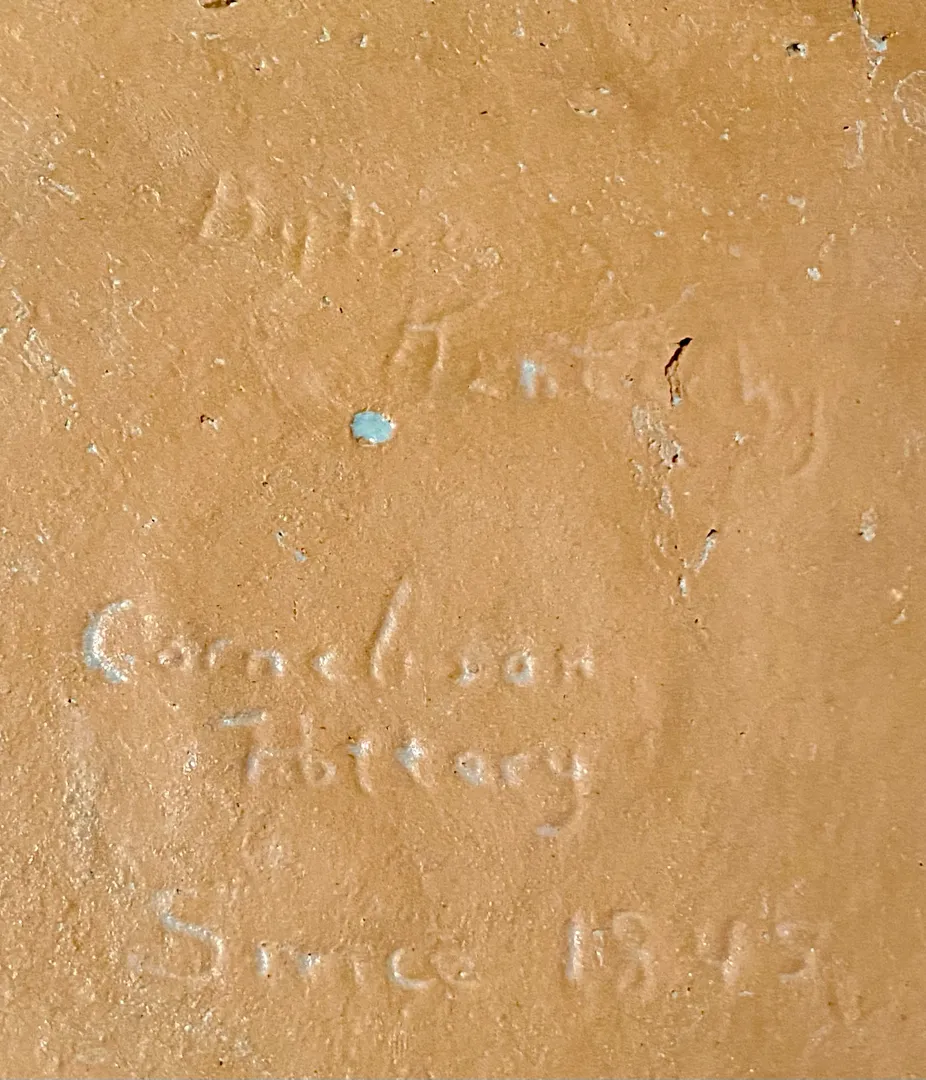 Bybee
Kentucky
Cornelison
Pottery
Since 1845